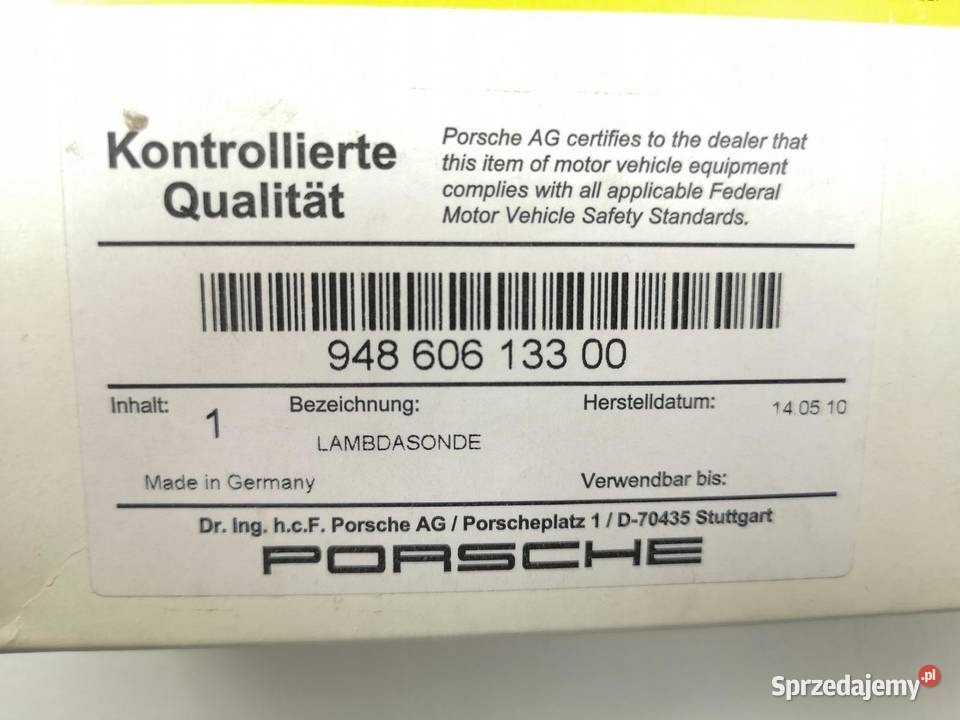 Kontrollierte
Qualität
Porsche AG certifies to the dealer that
this item of motor vehicle equipment
complies with all applicable Federal
Motor Vehicle Safety Standards.
948 606 133 00
Inhalt: 1 Bezeichnung: Herstelldatum: 14.05.10
LAMBDASONDE
Made in Germany Verwendbar bis:
Dr. Ing. h.c.F. Porsche AG / Porscheplatz 1 / D-70435 Stuttgart
PORSCHE
Sprzedajemy.pl